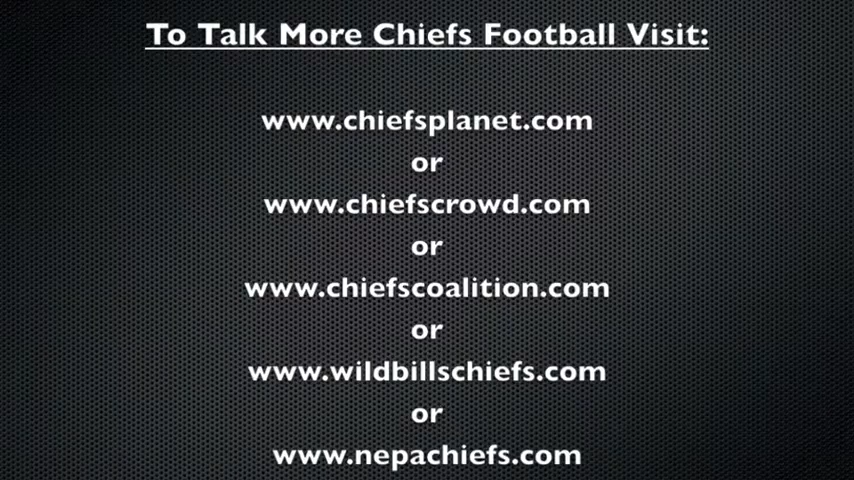 To Talk More Chiefs Football Visit:
www.chiefsplanet.com
or
www.chiefscrowd.com
or
www.chiefscoalition.com
or
www.wildbillschiefs.com
or
www.nepachiefs.com